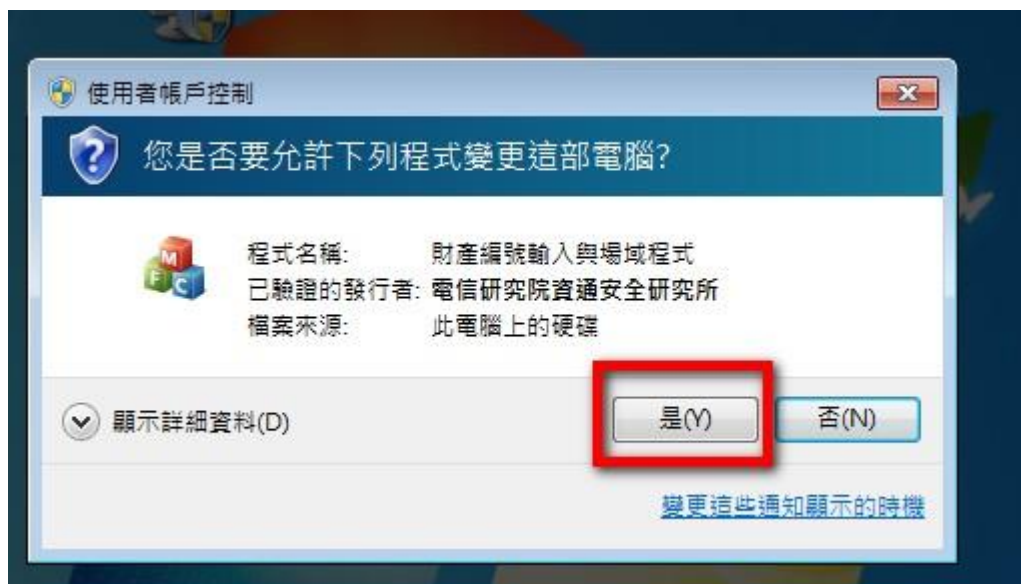 使用者帳戶控制
您是否要允許下列程式變更這部電腦?
程式名稱: 財產編號輸入與場域程式
已驗證的發行者: 電信研究院資通安全研究所
檔案來源: 此電腦上的硬碟
顯示詳細資料(D) 是(Y) 否(N)
變更這些通知顯示的時機
M
F C